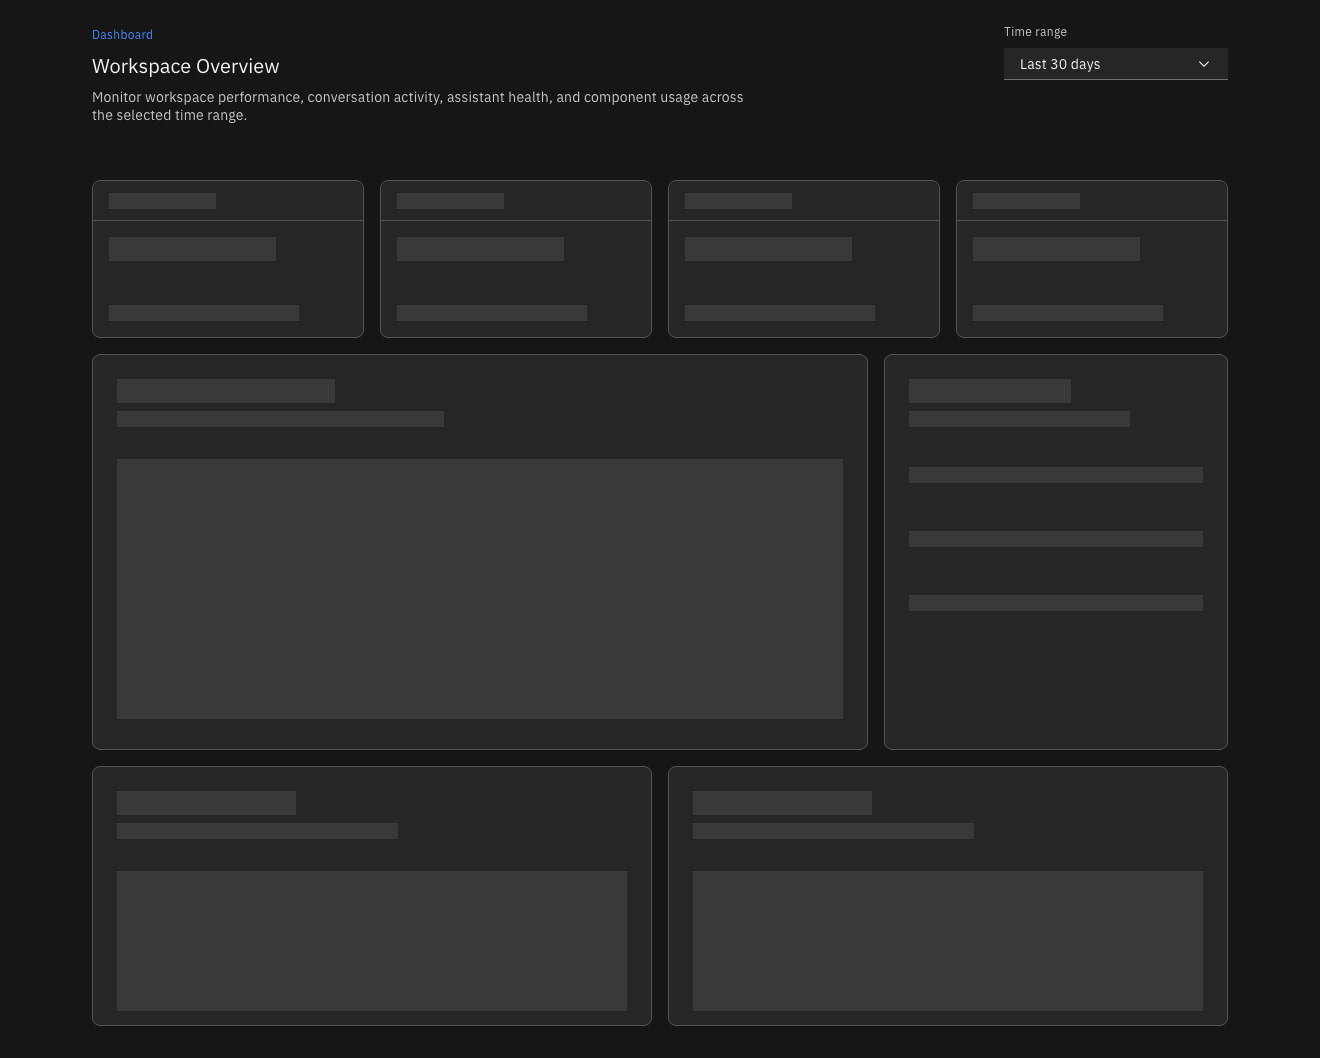 Dashboard
Workspace Overview
Monitor workspace performance, conversation activity, assistant health, and component usage across
the selected time range.
Time range
Last 30 days